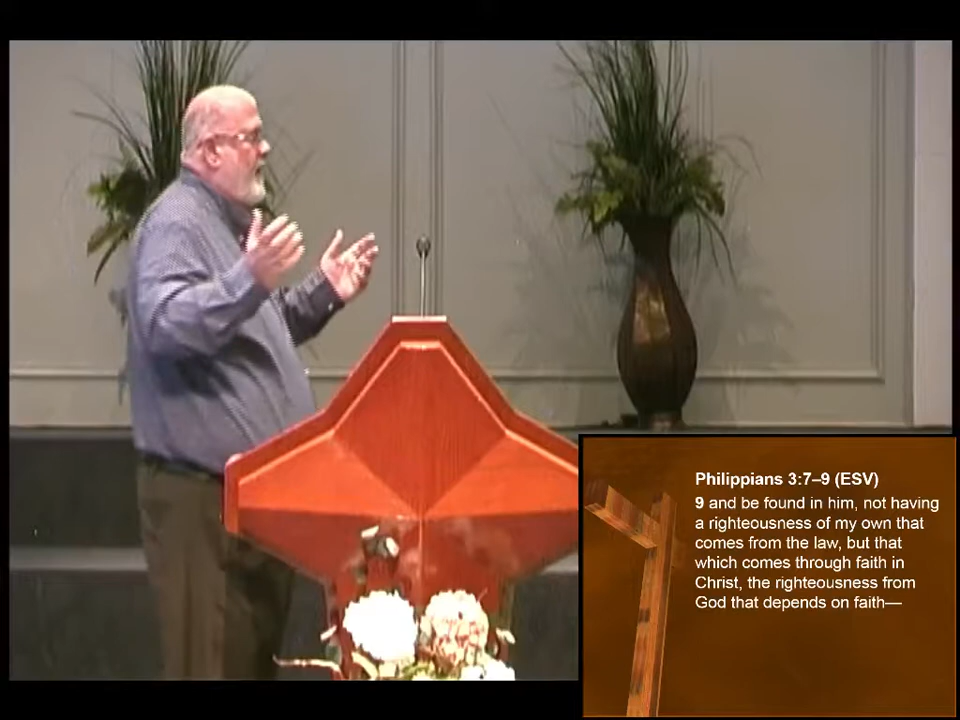 Philippians 3:7–9 (ESV)
9 and be found in him, not having
a righteousness of my own that
comes from the law, but that
which comes through faith in
Christ, the righteousness from
God that depends on faith—